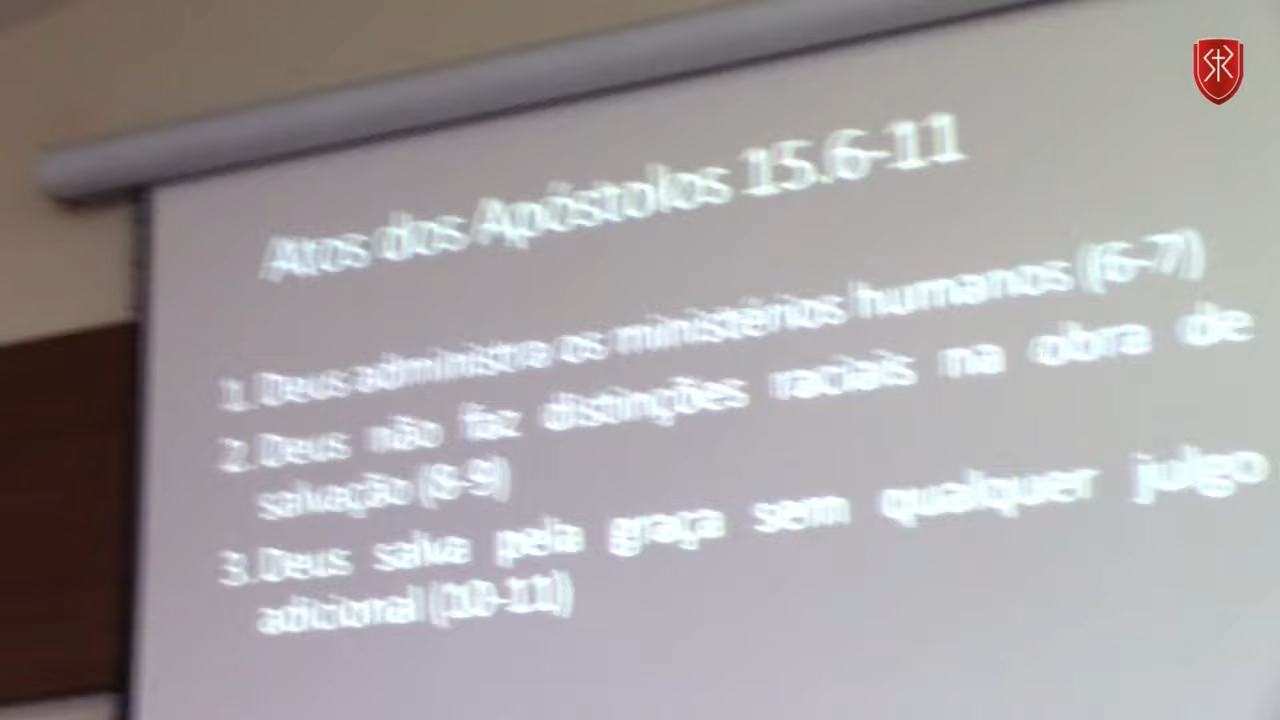 Atos dos Apóstolos 15.6-11
1. Deus administra os ministérios humanos (6-7)
2. Deus não faz distinções raciais na obra de
salvação (8-9)
3. Deus salva pela graça sem qualquer julgo
adicional (10-11)